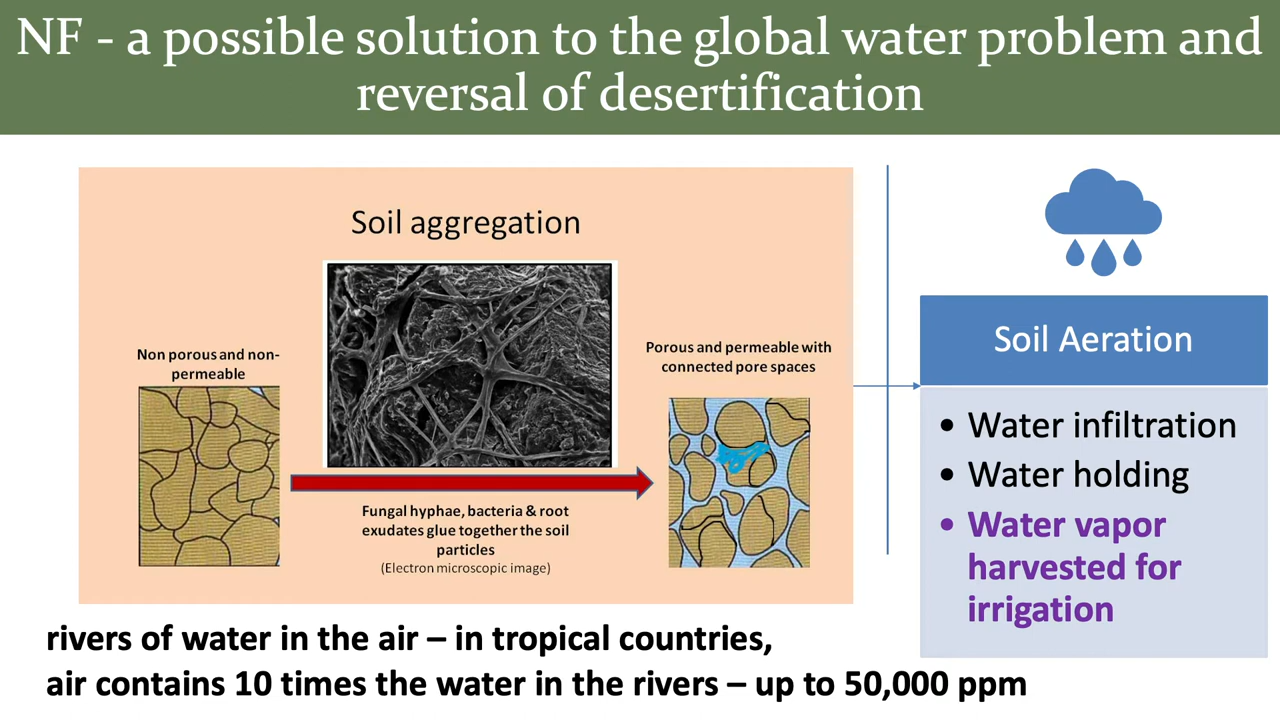 NF - a possible solution to the global water problem and
reversal of desertification
Soil aggregation
Non porous and non-
permeable
Fungal hyphae, bacteria & root
exudates glue together the soil
particles
(Electron microscopic image)
Porous and permeable with
connected pore spaces
Soil Aeration
• Water infiltration
• Water holding
• Water vapor
harvested for
irrigation
rivers of water in the air – in tropical countries,
air contains 10 times the water in the rivers – up to 50,000 ppm